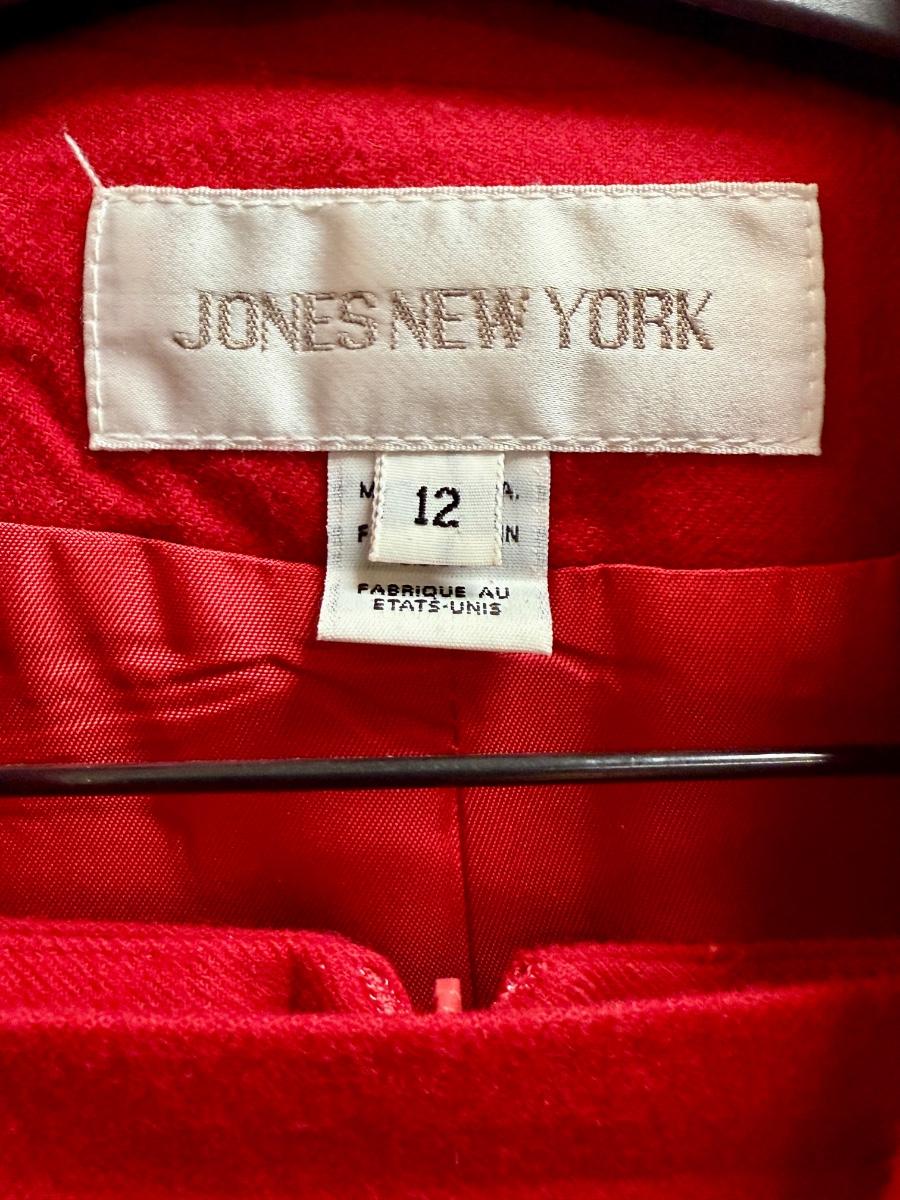 JONES NEW YORK
12
FABRIQUE AU
ETATS-UNIS